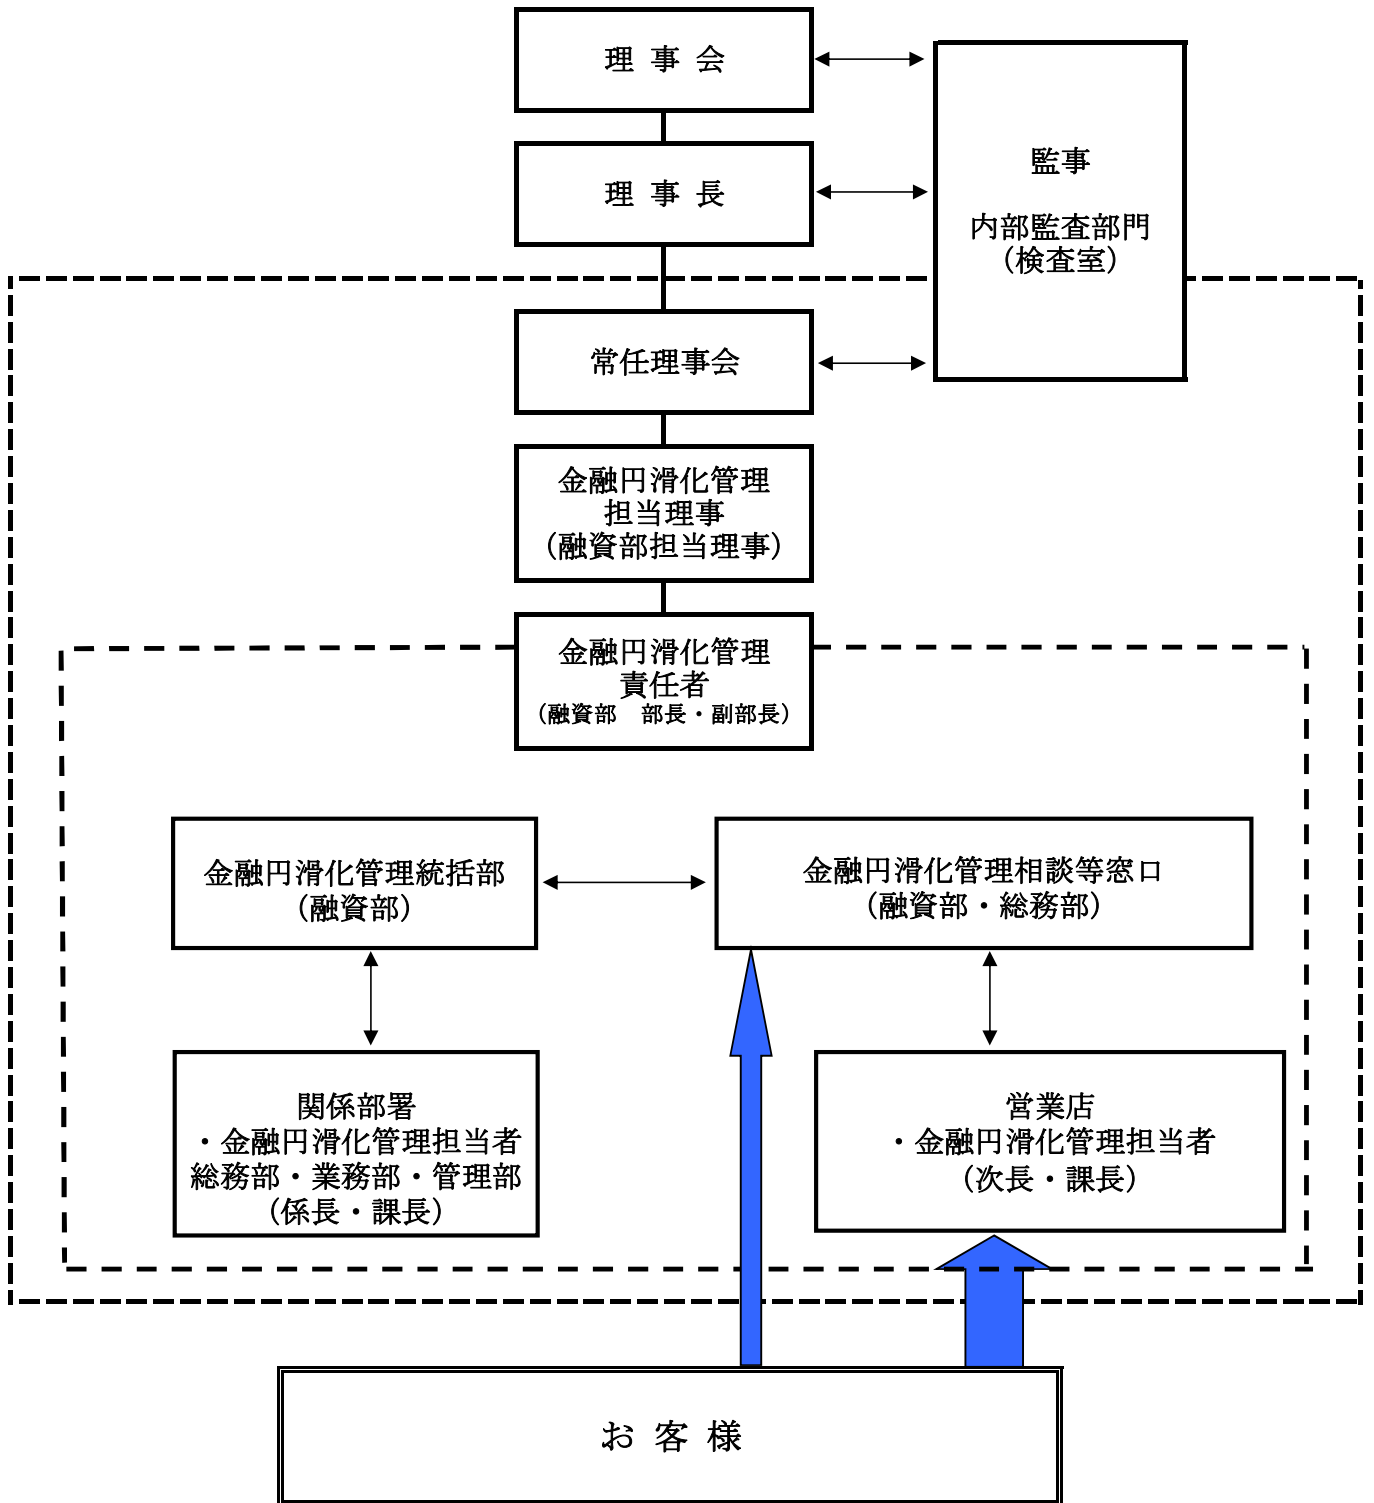 理 事 会
監事
理 事 長
内部監査部門
（検査室）
常任理事会
金融円滑化管理
担当理事
（融資部担当理事）
金融円滑化管理
責任者
（融資部　部長・副部長）
金融円滑化管理統括部
（融資部）
金融円滑化管理相談等窓口
（融資部・総務部）
関係部署
・金融円滑化管理担当者
総務部・業務部・管理部
（係長・課長）
営業店
・金融円滑化管理担当者
（次長・課長）
お 客 様